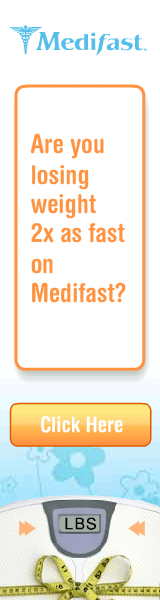 Medifast
Are you
losing
weight
2x as fast
on
Medifast?
Click Here
LBS